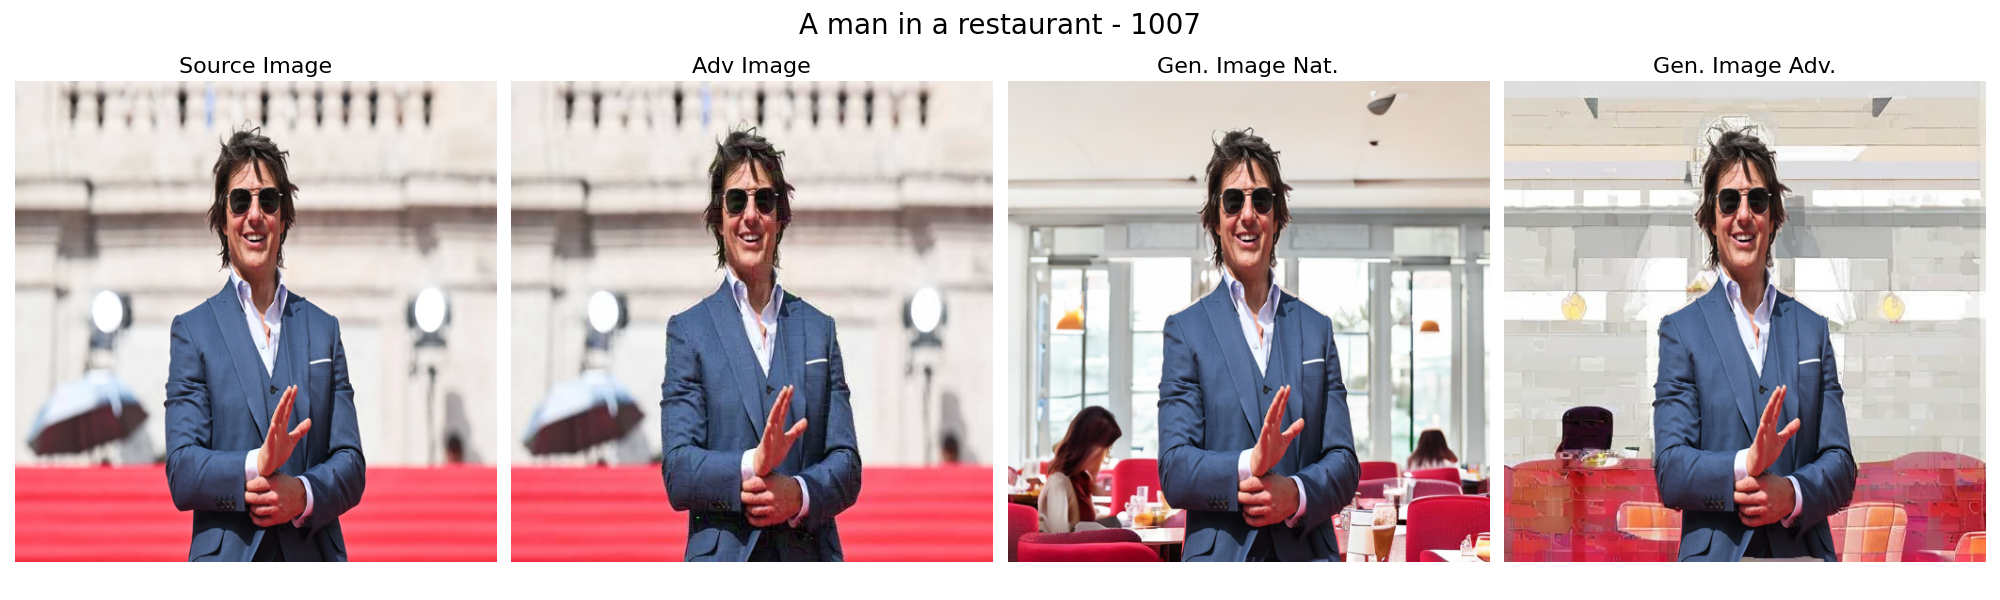 A man in a restaurant - 1007
Source Image
Adv Image
Gen. Image Nat.
Gen. Image Adv.